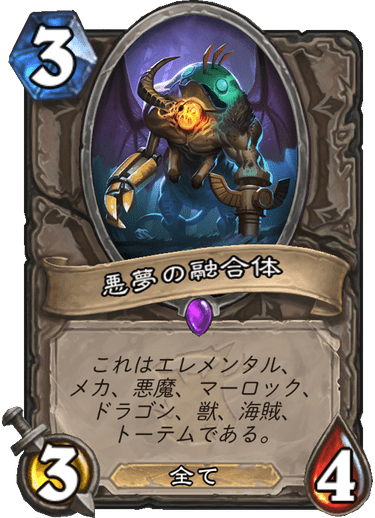 3
悪夢の融合体
これはエレメンタル、
メカ、悪魔、マーロック、
ドラゴン、獣、海賊、
トーテムである。
3
全て
4